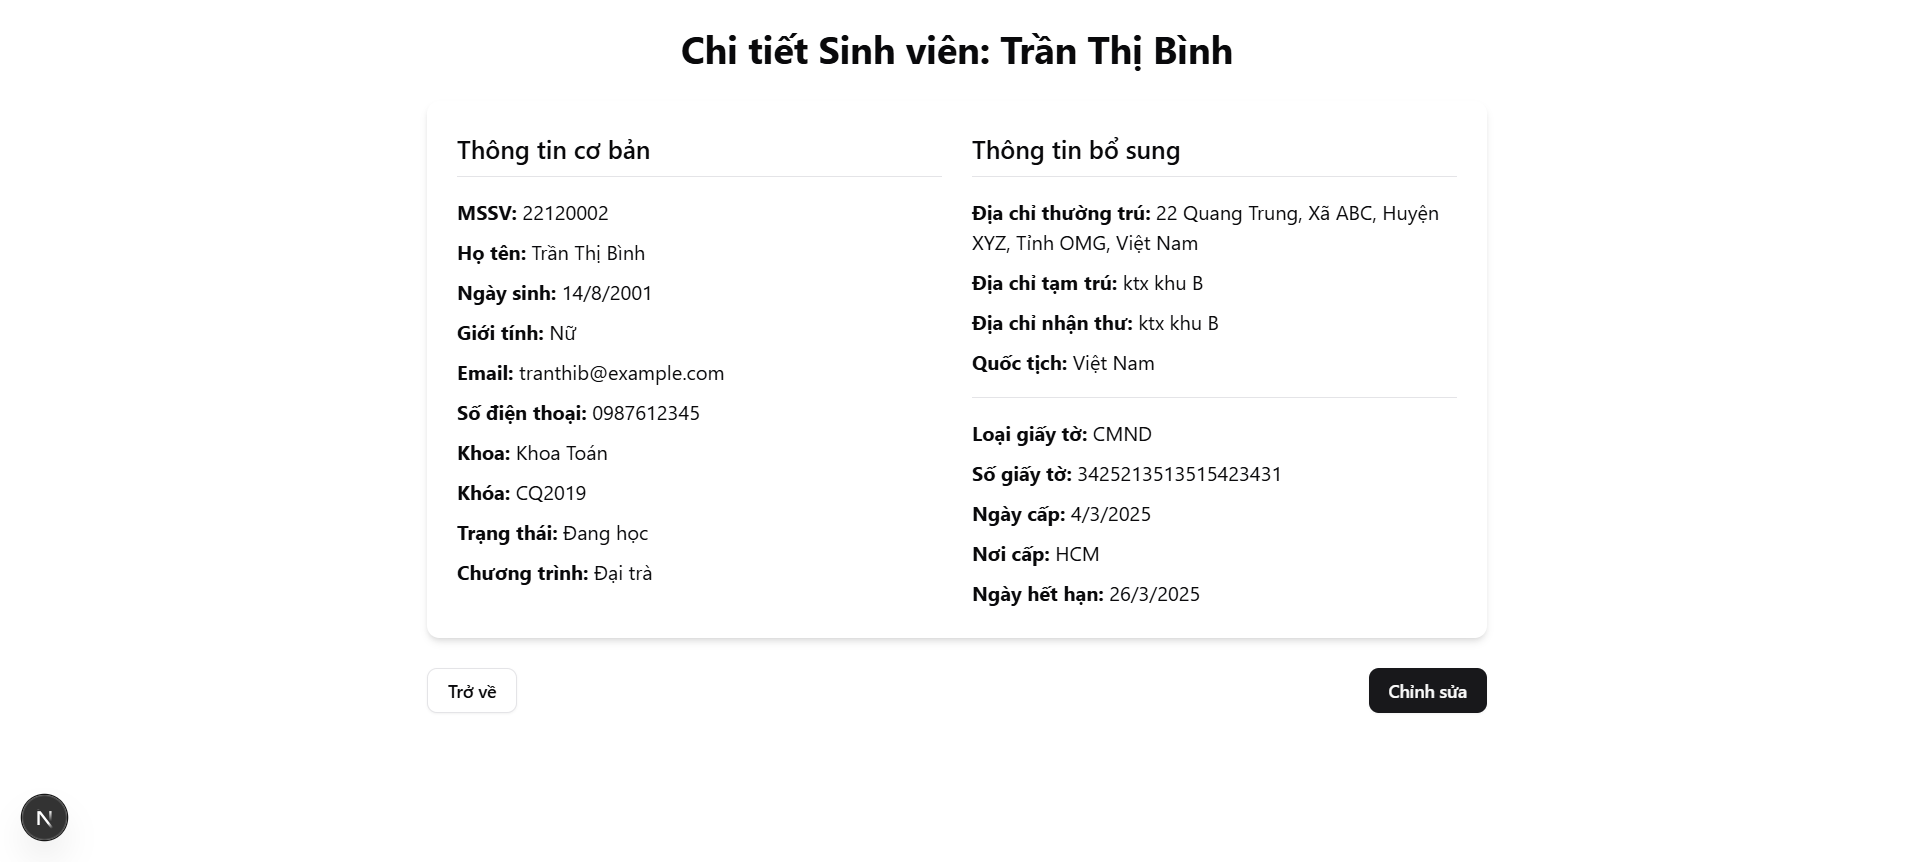 Chi tiết Sinh viên: Trần Thị Bình
Thông tin cơ bản
MSSV: 22120002
Họ tên: Trần Thị Bình
Ngày sinh: 14/8/2001
Giới tính: Nữ
Email: tranthib@example.com
Số điện thoại: 0987612345
Khoa: Khoa Toán
Khóa: CQ2019
Trạng thái: Đang học
Chương trình: Đại trà
Thông tin bổ sung
Địa chỉ thường trú: 22 Quang Trung, Xã ABC, Huyện
XYZ, Tỉnh OMG, Việt Nam
Địa chỉ tạm trú: ktx khu B
Địa chỉ nhận thư: ktx khu B
Quốc tịch: Việt Nam
Loại giấy tờ: CMND
Số giấy tờ: 3425213513515423431
Ngày cấp: 4/3/2025
Nơi cấp: HCM
Ngày hết hạn: 26/3/2025
Trở về
Chỉnh sửa
N